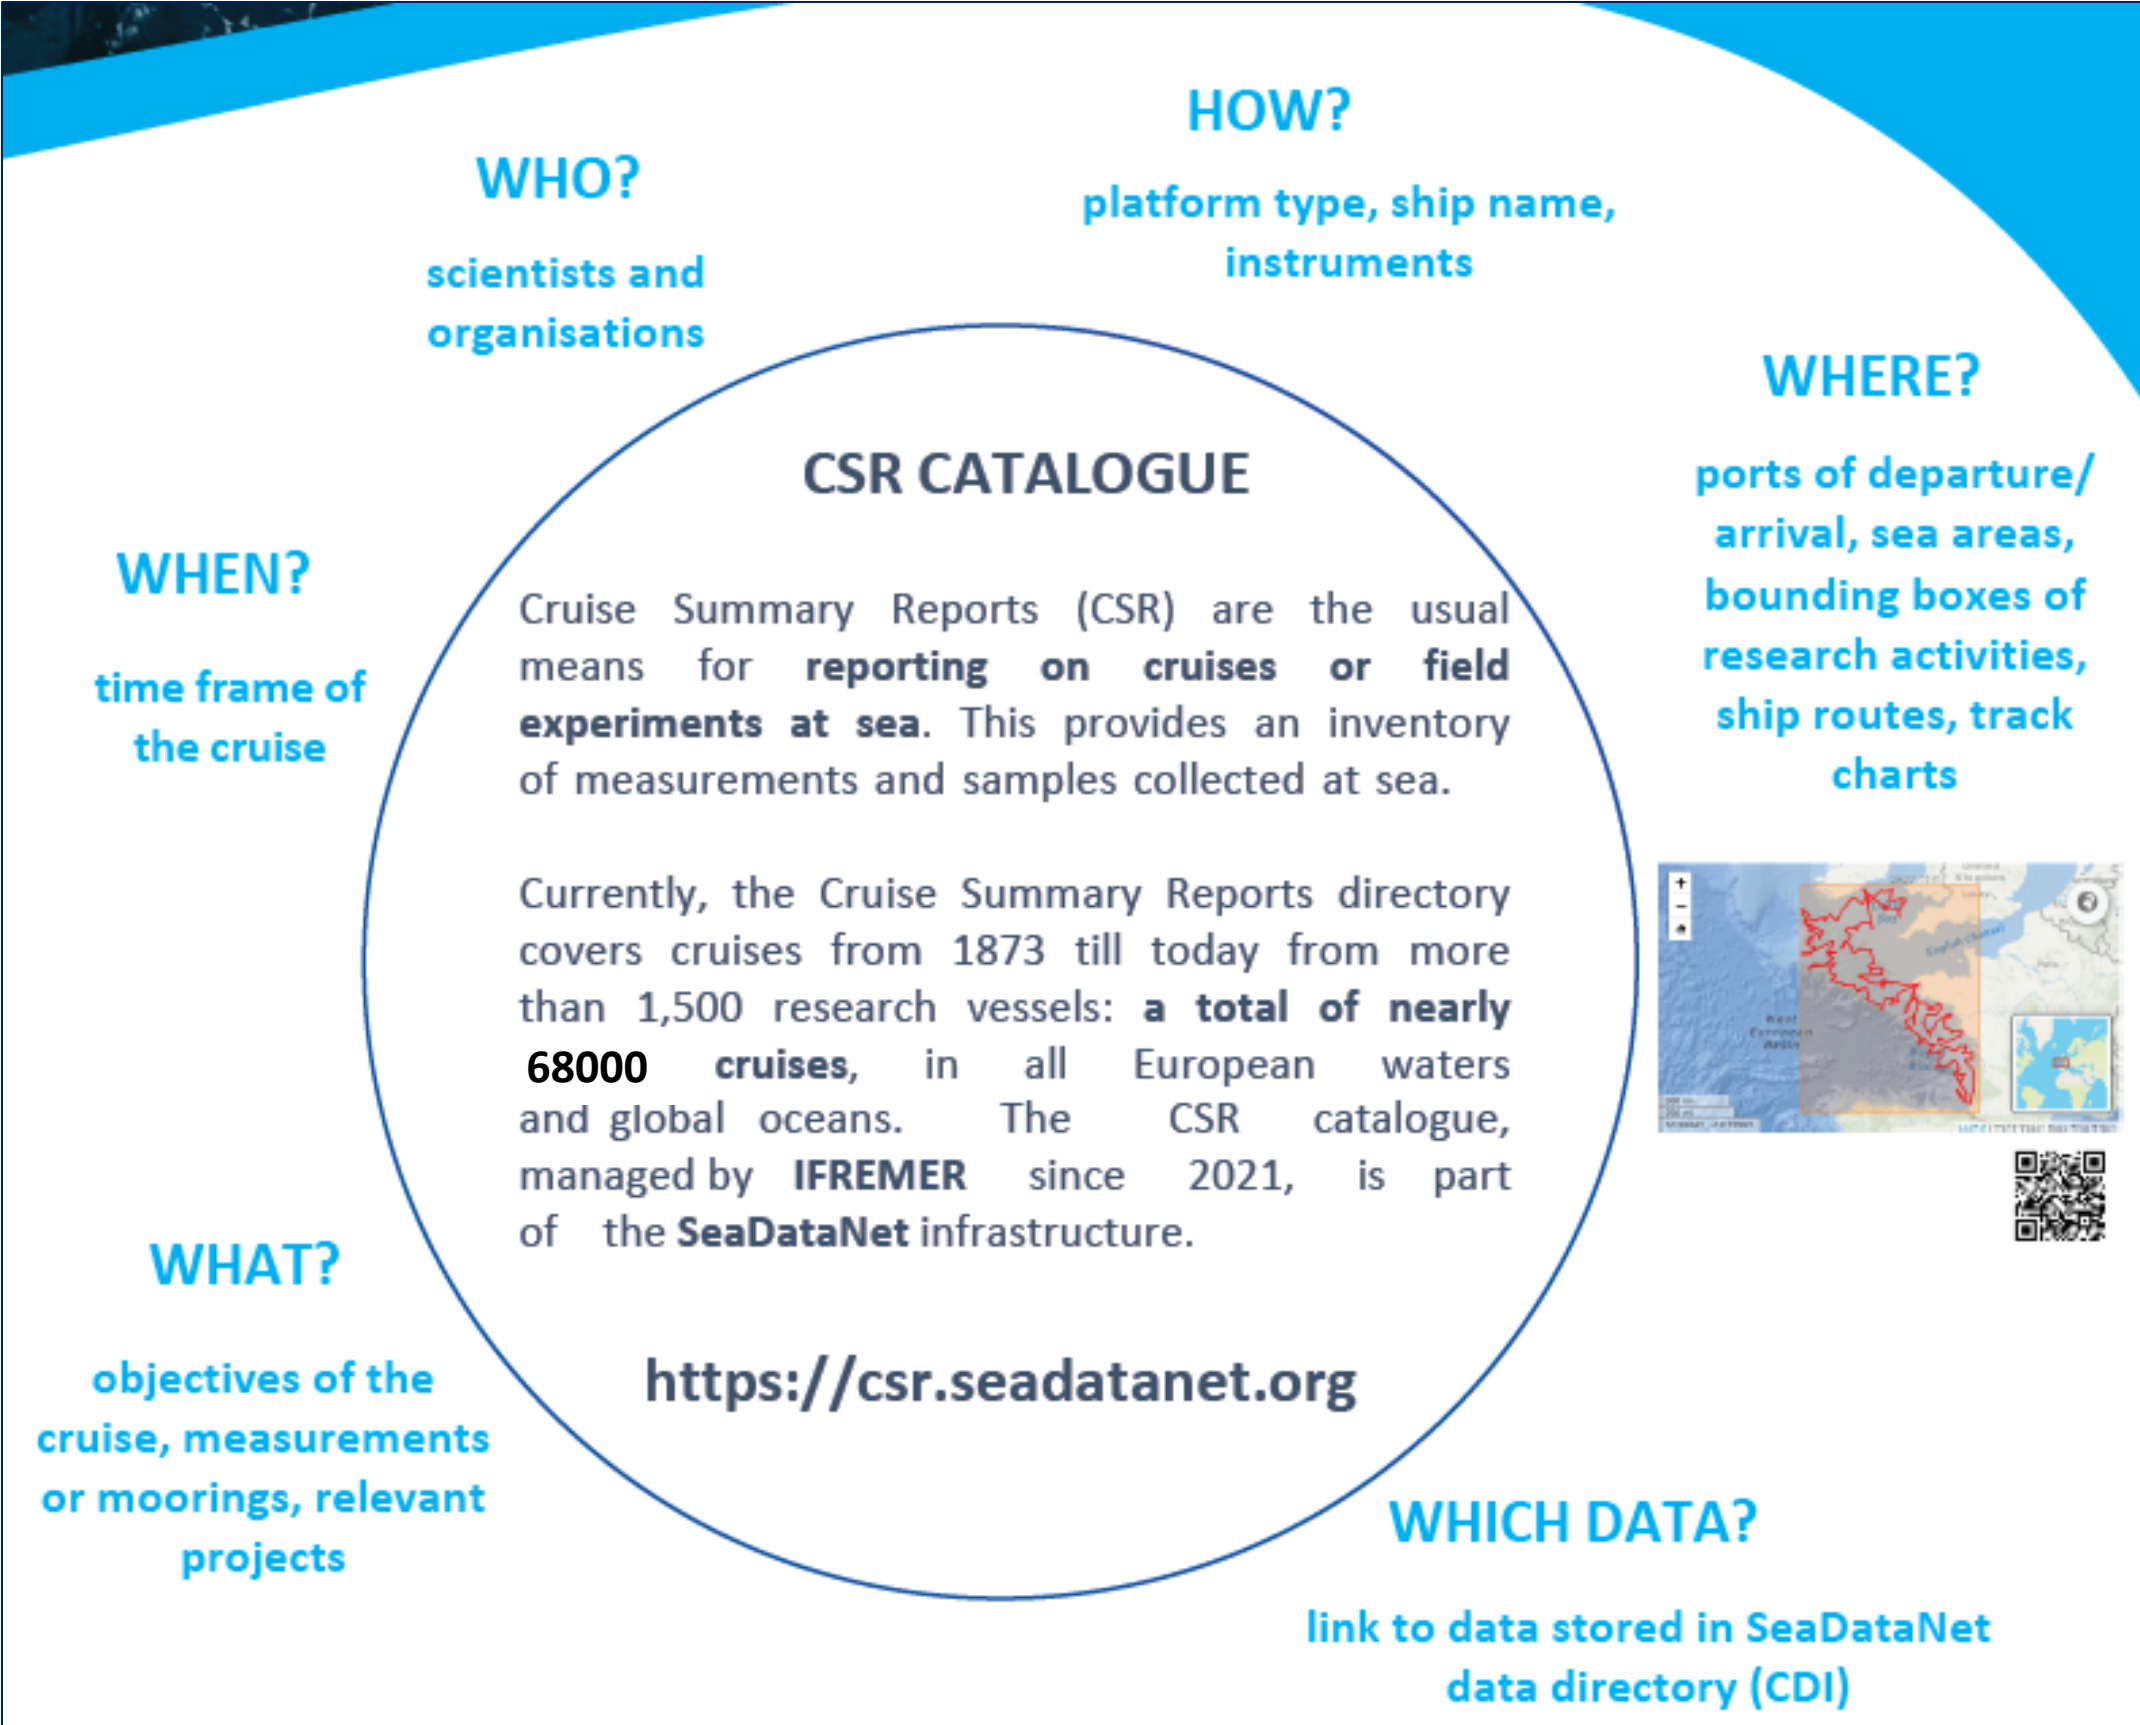 HOW?
platform type, ship name,
instruments
WHO?
scientists and
organisations
WHERE?
ports of departure/
arrival, sea areas,
bounding boxes of
research activities,
ship routes, track
charts
WHEN?
time frame of
the cruise
CSR CATALOGUE
Cruise Summary Reports (CSR) are the usual
means for reporting on cruises or field
experiments at sea. This provides an inventory
of measurements and samples collected at sea.
Currently, the Cruise Summary Reports directory
covers cruises from 1873 till today from more
than 1,500 research vessels: a total of nearly
68000 cruises, in all European waters
and global oceans. The CSR catalogue,
managed by IFREMER since 2021, is part
of the SeaDataNet infrastructure.
https://csr.seadatanet.org
English Channel
Paris
West
European
WHAT?
objectives of the
cruise, measurements
or moorings, relevant
projects
WHICH DATA?
link to data stored in SeaDataNet
data directory (CDI)